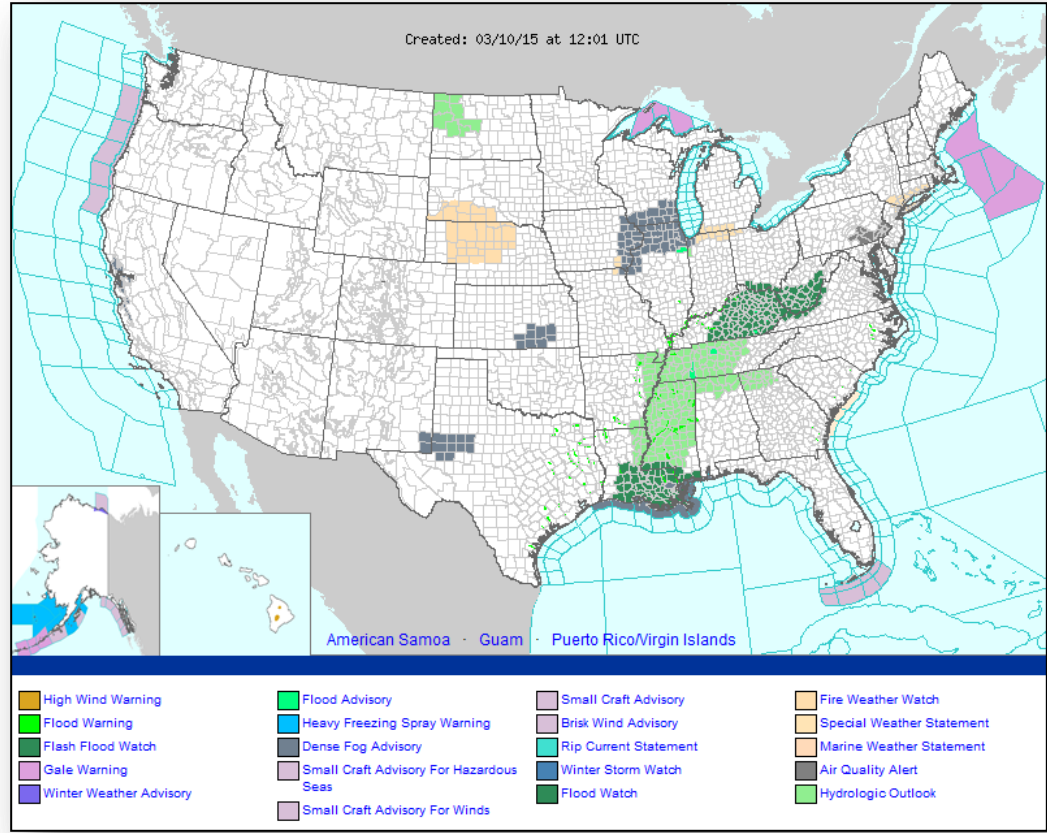 Created: 03/10/15 at 12:01 UTC
American Samoa · Guam · Puerto Rico/Virgin Islands
High Wind Warning
Flood Warning
Flash Flood Watch
Gale Warning
Winter Weather Advisory
Flood Advisory
Heavy Freezing Spray Warning
Dense Fog Advisory
Small Craft Advisory For Hazardous
Seas
Small Craft Advisory For Winds
Small Craft Advisory
Brisk Wind Advisory
Rip Current Statement
Winter Storm Watch
Flood Watch
Fire Weather Watch
Special Weather Statement
Marine Weather Statement
Air Quality Alert
Hydrologic Outlook